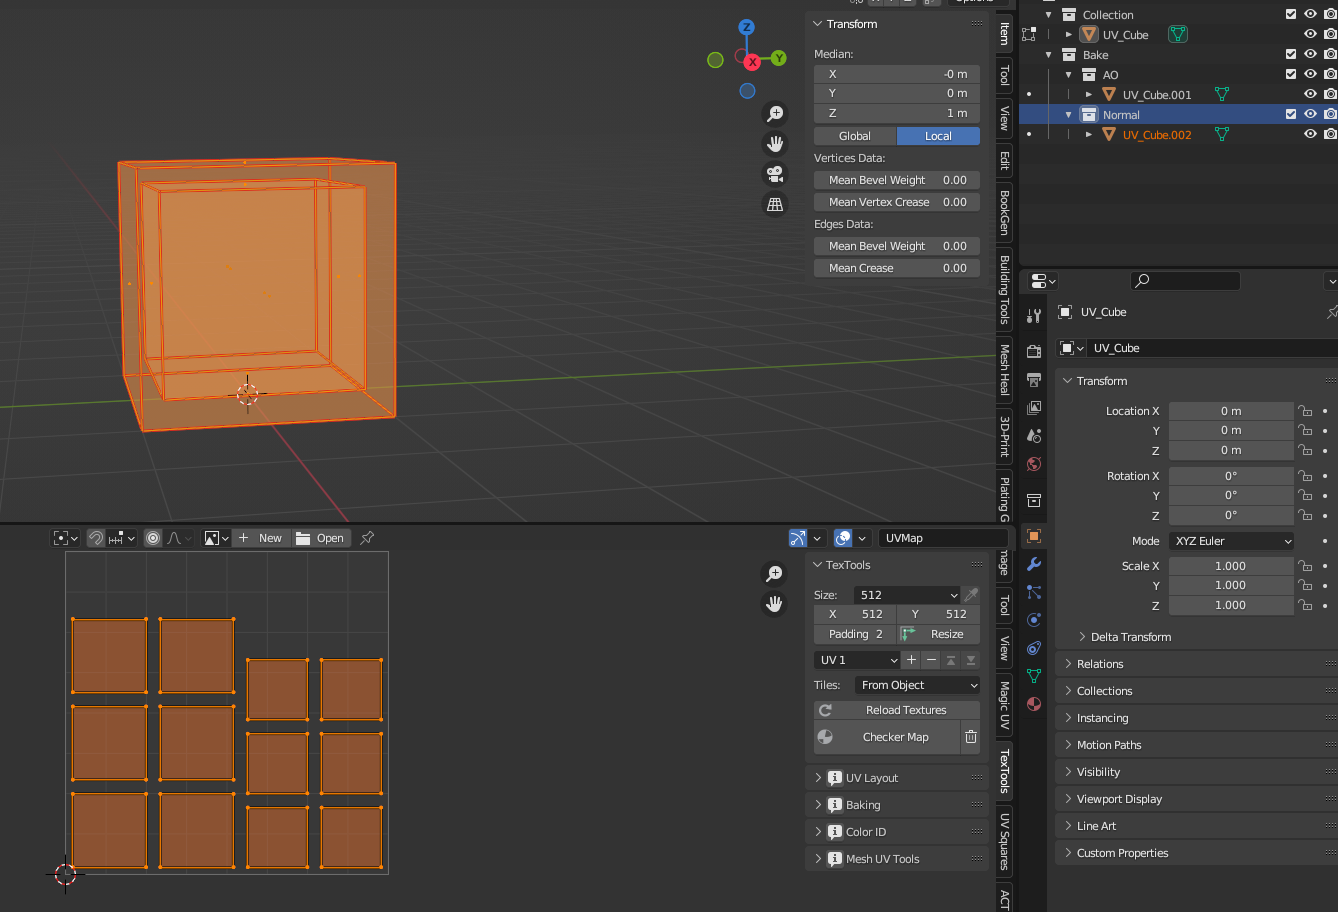 Options
Z
Y
X
Transform
Median:
X -0 m
Y 0 m
Z 1 m
Global Local
Vertices Data:
Mean Bevel Weight 0.00
Mean Vertex Crease 0.00
Edges Data:
Mean Bevel Weight 0.00
Mean Crease 0.00
Item
Tool
View
Edit
BookGen
Building Tools
Mesh Heal
3D-Print
Plating G
Collection
UV_Cube
Bake
AO
UV_Cube.001
Normal
UV_Cube.002
UV_Cube
UV_Cube
Transform
Location X 0 m
Y 0 m
Z 0 m
Rotation X 0°
Y 0°
Z 0°
Mode XYZ Euler
Scale X 1.000
Y 1.000
Z 1.000
Delta Transform
Relations
Collections
Instancing
Motion Paths
Visibility
Viewport Display
Line Art
Custom Properties
New Open UVMap
TexTools
Size: 512
X 512 Y 512
Padding 2 Resize
UV 1
Tiles: From Object
Reload Textures
Checker Map
UV Layout
Baking
Color ID
Mesh UV Tools
mage
Tool
View
Magic UV
TexTools
UV Squares
ACT